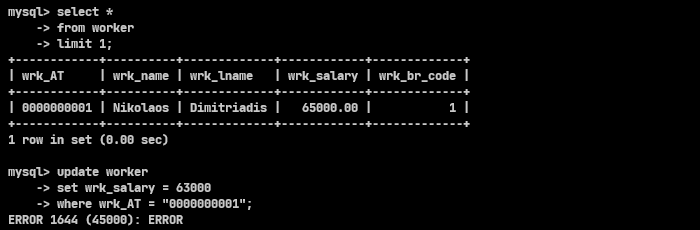 mysql> select *
    -> from worker
    -> limit 1;
+------------+----------+-------------+------------+-------------+
| wrk_AT     | wrk_name | wrk_lname   | wrk_salary | wrk_br_code |
+------------+----------+-------------+------------+-------------+
| 0000000001 | Nikolaos | Dimitriadis |   65000.00 |           1 |
+------------+----------+-------------+------------+-------------+
1 row in set (0.00 sec)

mysql> update worker
    -> set wrk_salary = 63000
    -> where wrk_AT = "0000000001";
ERROR 1644 (45000): ERROR